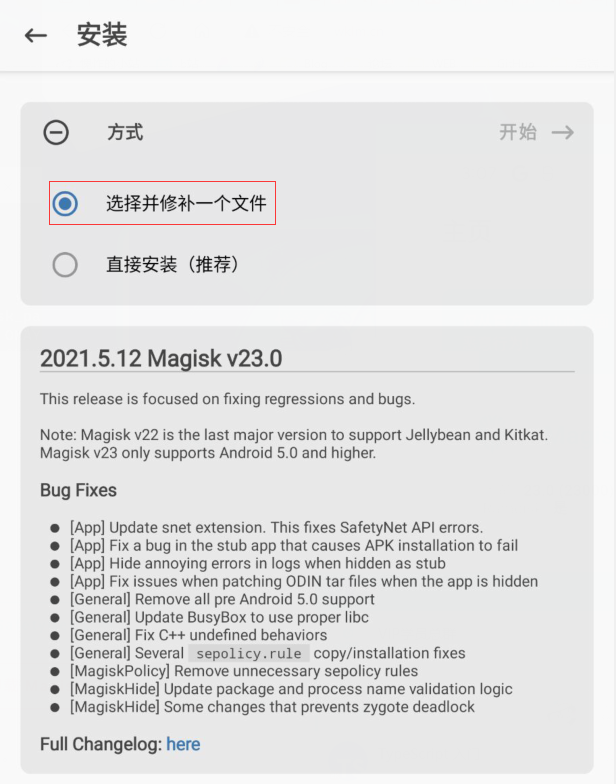 安装
方式
开始
选择并修补一个文件
直接安装（推荐）
2021.5.12 Magisk v23.0
This release is focused on fixing regressions and bugs.
Note: Magisk v22 is the last major version to support Jellybean and Kitkat.
Magisk v23 only supports Android 5.0 and higher.
Bug Fixes
[App] Update snet extension. This fixes SafetyNet API errors.
[App] Fix a bug in the stub app that causes APK installation to fail
[App] Hide annoying errors in logs when hidden as stub
[App] Fix issues when patching ODIN tar files when the app is hidden
[General] Remove all pre Android 5.0 support
[General] Update BusyBox to use proper libc
[General] Fix C++ undefined behaviors
[General] Several sepolicy.rule copy/installation fixes
[MagiskPolicy] Remove unnecessary sepolicy rules
[MagiskHide] Update package and process name validation logic
[MagiskHide] Some changes that prevents zygote deadlock
Full Changelog: here